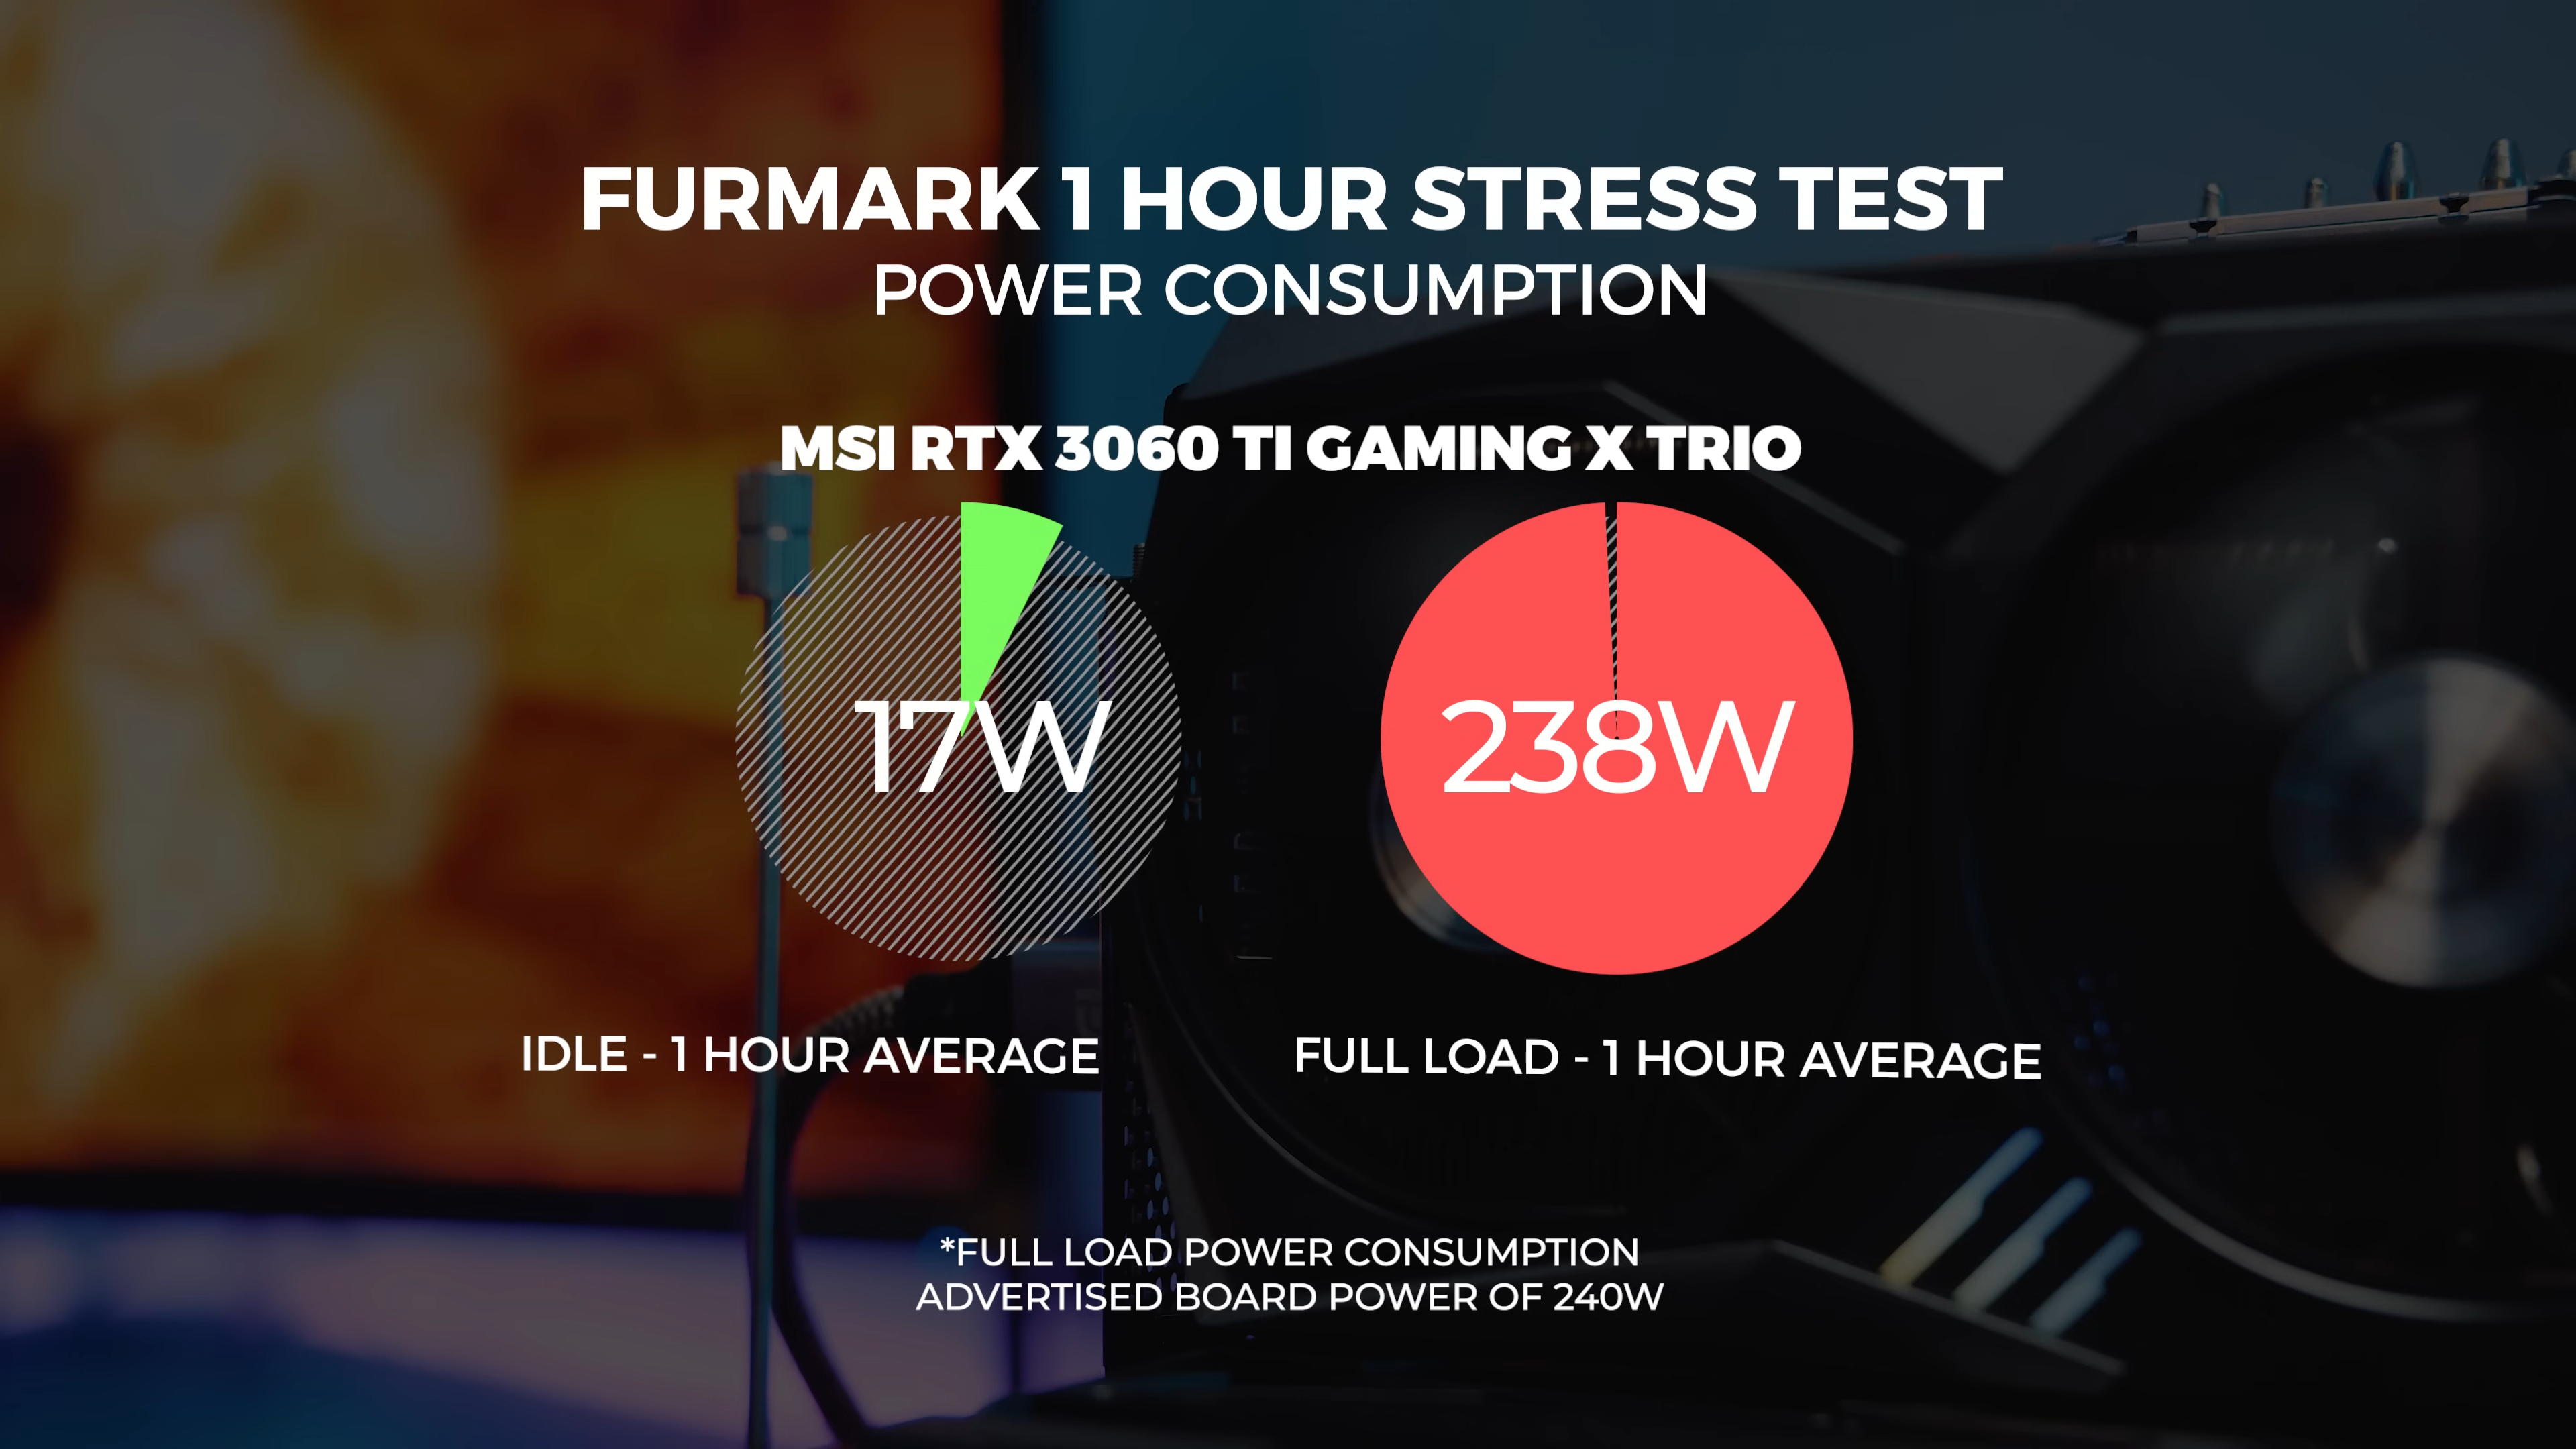 FURMARK 1 HOUR STRESS TEST
POWER CONSUMPTION
MSI RTX 3060 TI GAMING X TRIO
17W
238W
IDLE - 1 HOUR AVERAGE
FULL LOAD - 1 HOUR AVERAGE
*FULL LOAD POWER CONSUMPTION
ADVERTISED BOARD POWER OF 240W